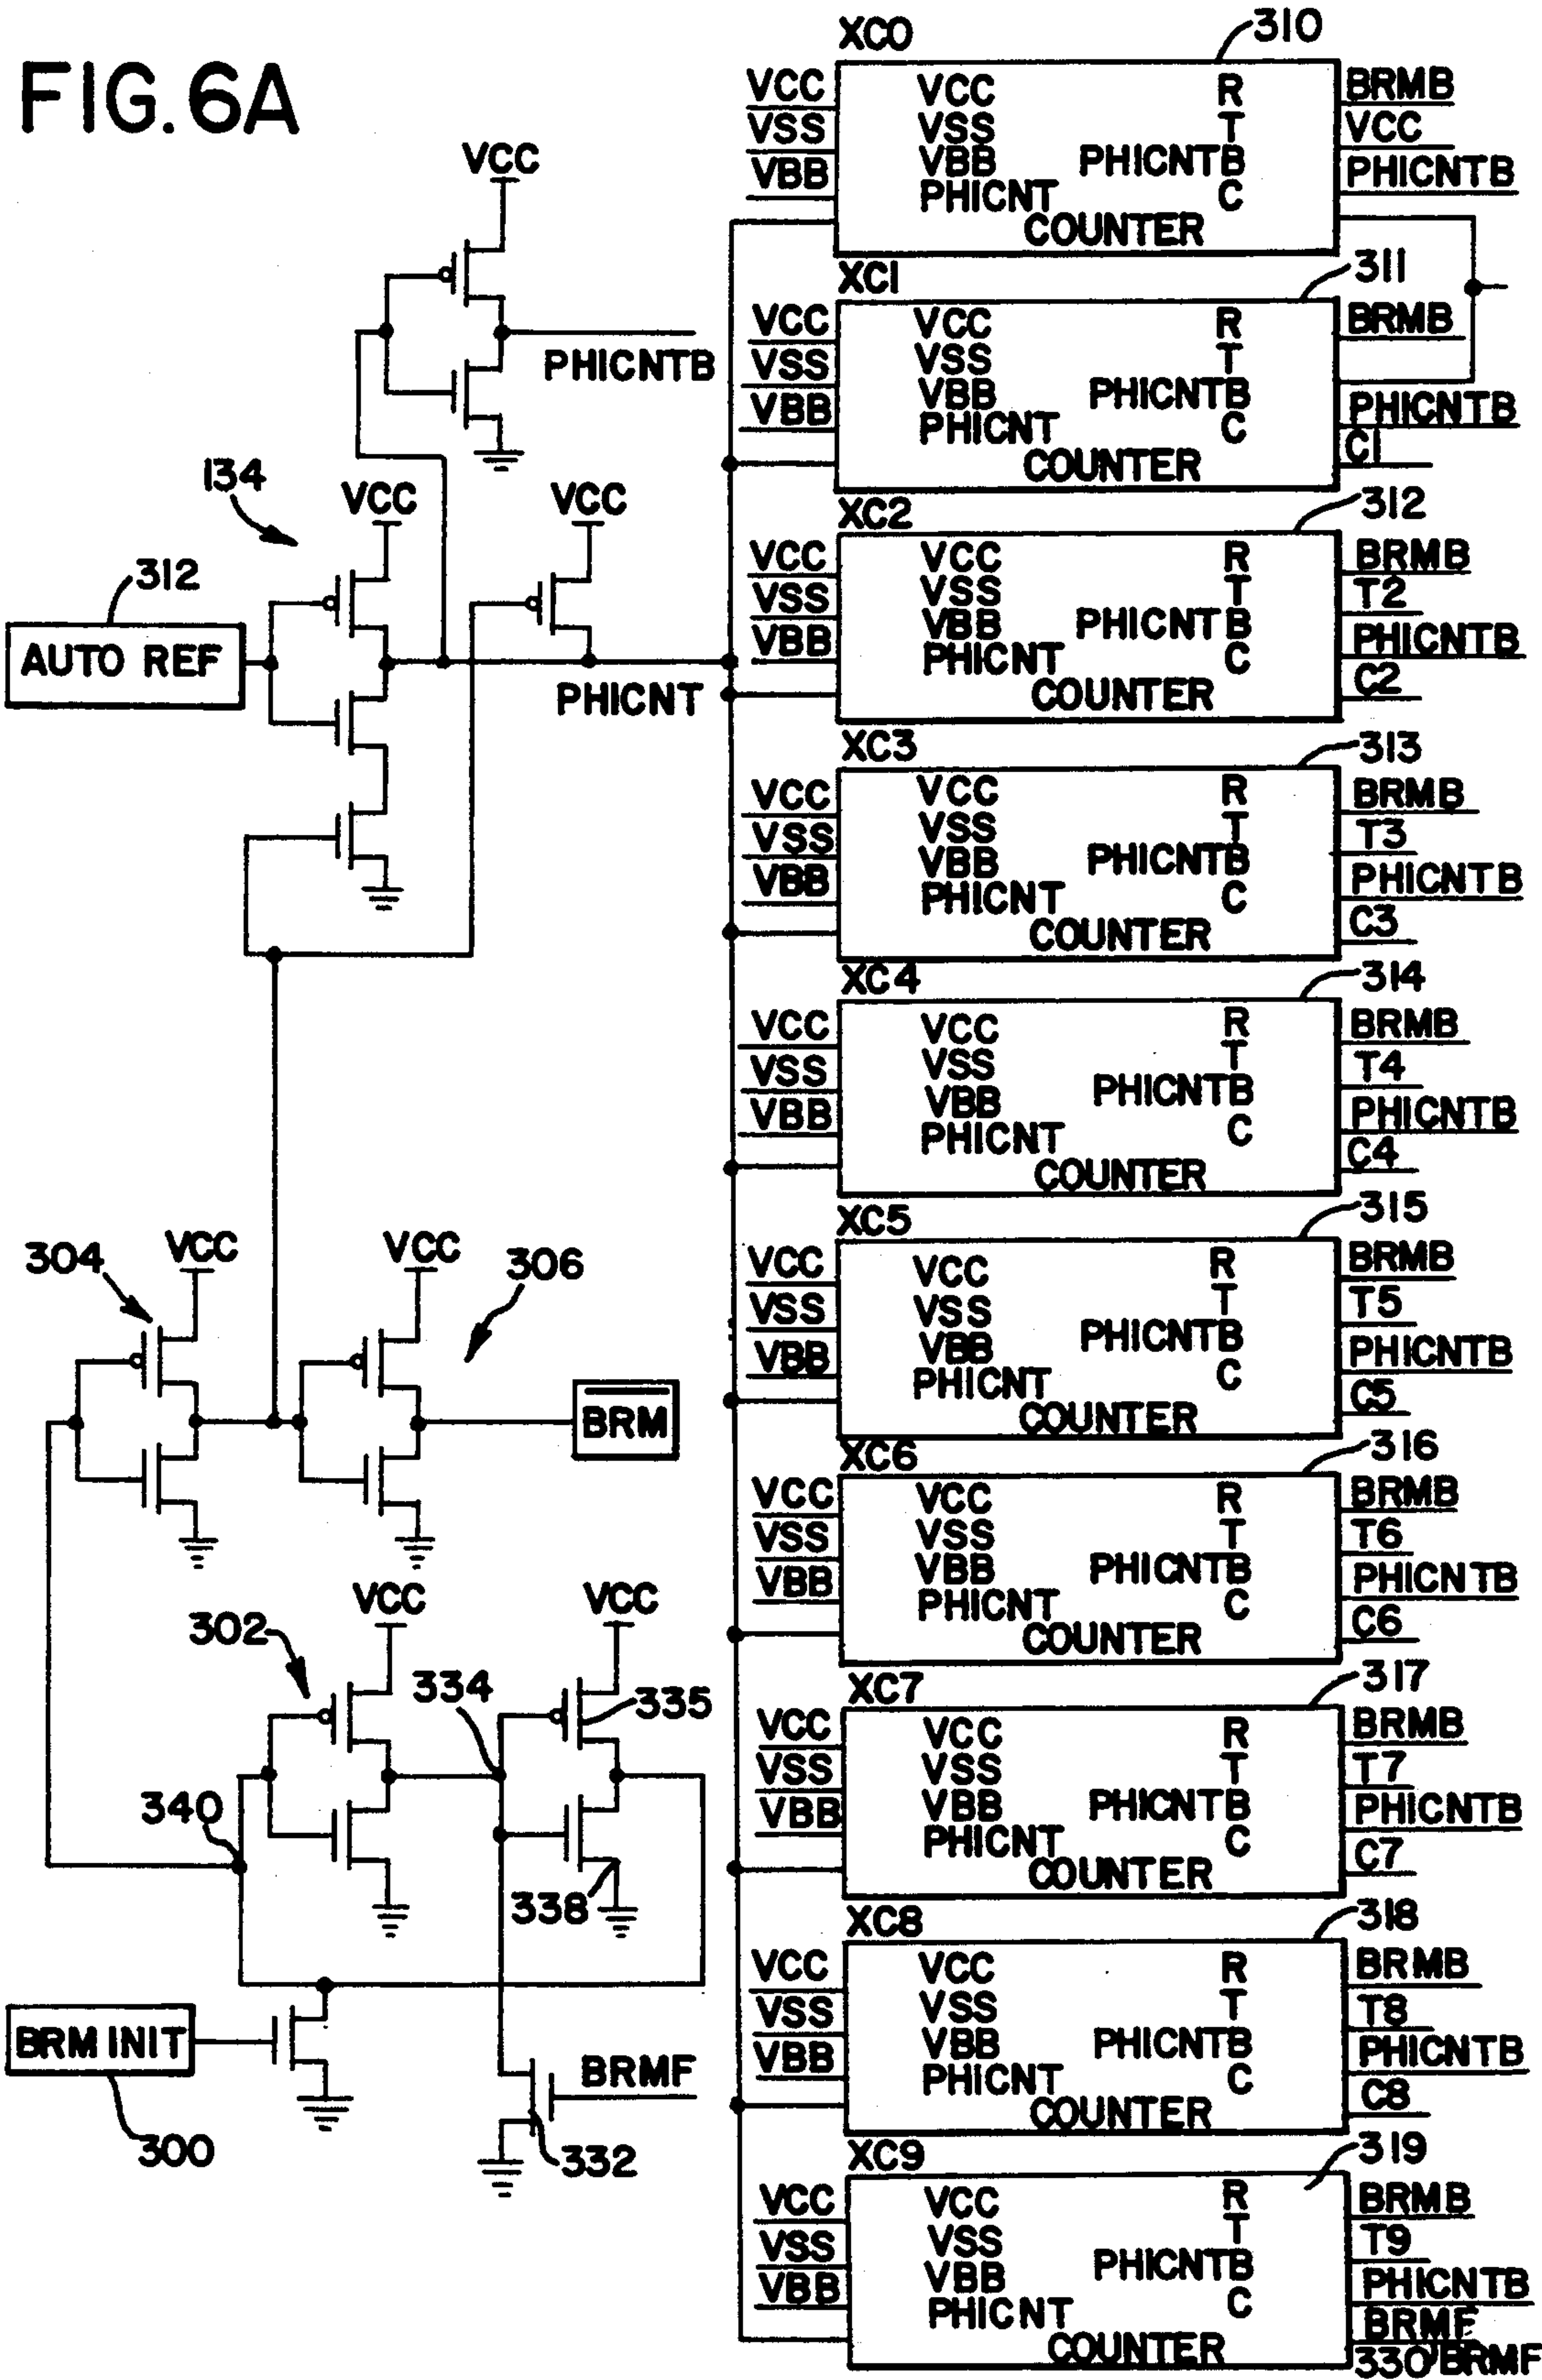 FIG. 6A
VCC
PHICNTB
134
VCC
VCC
312
AUTO REF
PHICNT
304
VCC
VCC
306
BRM
302
VCC
VCC
334
335
340
338
BRM INIT
BRMF
300
332
XC0
310
VCC VCC R BRMB
VSS VSS T VCC
VBB VBB PHICNTB PHICNTB
PHICNT C
COUNTER
XC1
311
VCC VCC R BRMB
VSS VSS T
VBB VBB PHICNTB PHICNTB
PHICNT C C1
COUNTER
XC2
312
VCC VCC R BRMB
VSS VSS T T2
VBB VBB PHICNTB PHICNTB
PHICNT C C2
COUNTER
XC3
313
VCC VCC R BRMB
VSS VSS T T3
VBB VBB PHICNTB PHICNTB
PHICNT C C3
COUNTER
XC4
314
VCC VCC R BRMB
VSS VSS T T4
VBB VBB PHICNTB PHICNTB
PHICNT C C4
COUNTER
XC5
315
VCC VCC R BRMB
VSS VSS T T5
VBB VBB PHICNTB PHICNTB
PHICNT C C5
COUNTER
XC6
316
VCC VCC R BRMB
VSS VSS T T6
VBB VBB PHICNTB PHICNTB
PHICNT C C6
COUNTER
XC7
317
VCC VCC R BRMB
VSS VSS T T7
VBB VBB PHICNTB PHICNTB
PHICNT C C7
COUNTER
XC8
318
VCC VCC R BRMB
VSS VSS T T8
VBB VBB PHICNTB PHICNTB
PHICNT C C8
COUNTER
XC9
319
VCC VCC R BRMB
VSS VSS T T9
VBB VBB PHICNTB PHICNTB
PHICNT C BRMF
COUNTER 330 BRMF